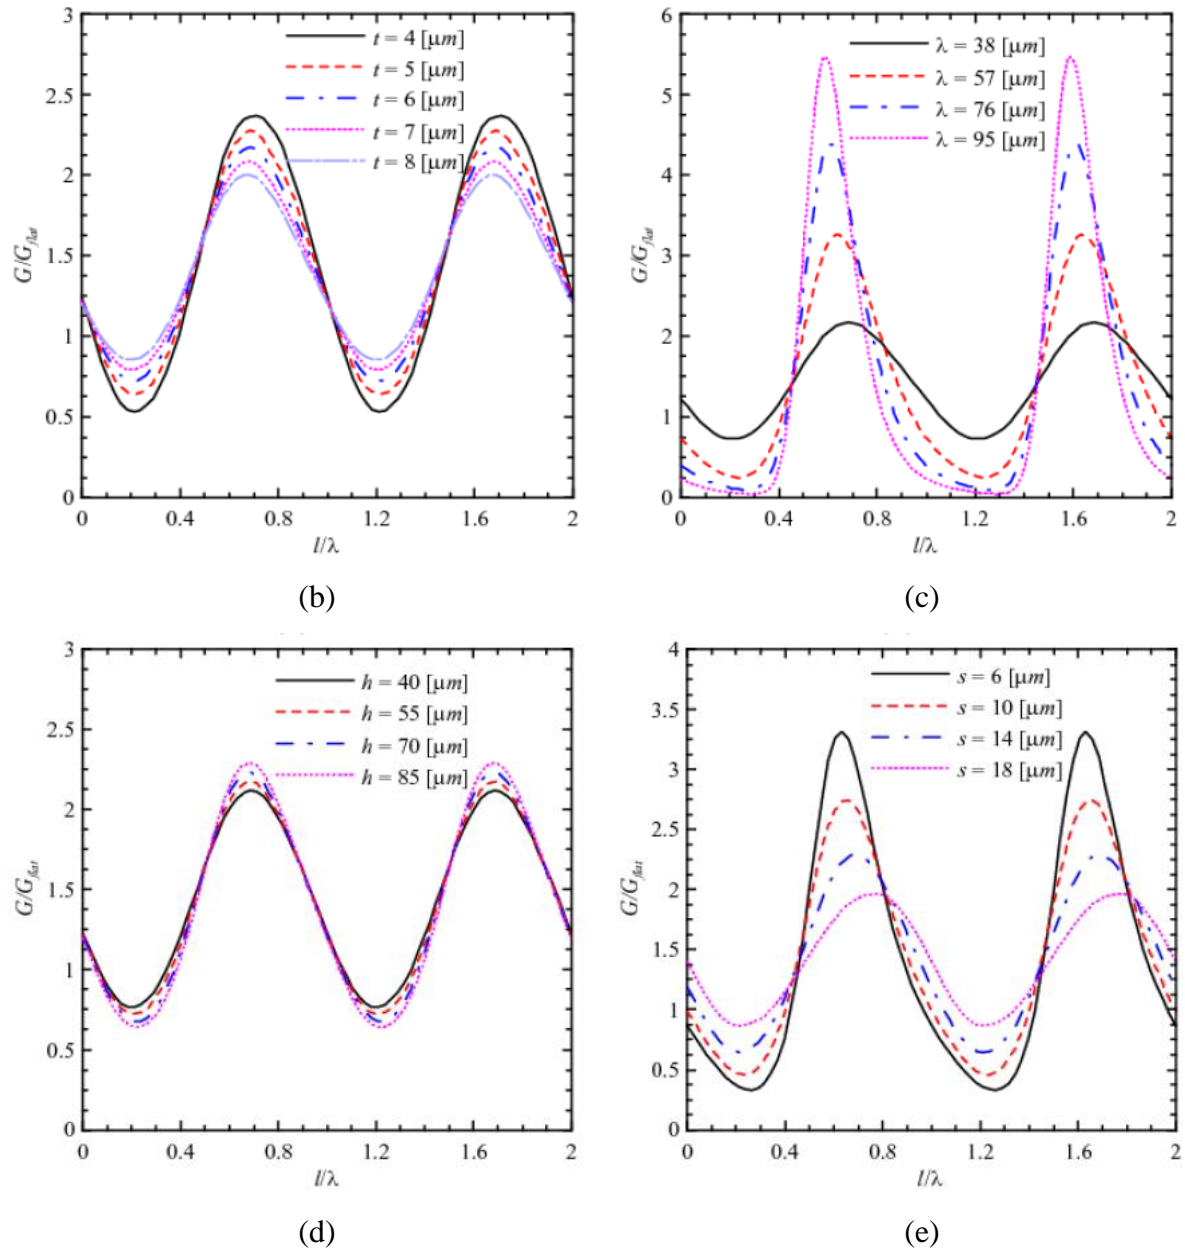 3
2.5
2
1.5
1
0.5
0
G/G_flat
t = 4 [μm]
t = 5 [μm]
t = 6 [μm]
t = 7 [μm]
t = 8 [μm]
0 0.4 0.8 1.2 1.6 2
l/λ
(b)
6
5
4
3
2
1
0
G/G_flat
λ = 38 [μm]
λ = 57 [μm]
λ = 76 [μm]
λ = 95 [μm]
0 0.4 0.8 1.2 1.6 2
l/λ
(c)
3
2.5
2
1.5
1
0.5
0
G/G_flat
h = 40 [μm]
h = 55 [μm]
h = 70 [μm]
h = 85 [μm]
0 0.4 0.8 1.2 1.6 2
l/λ
(d)
4
3.5
3
2.5
2
1.5
1
0.5
0
G/G_flat
s = 6 [μm]
s = 10 [μm]
s = 14 [μm]
s = 18 [μm]
0 0.4 0.8 1.2 1.6 2
l/λ
(e)